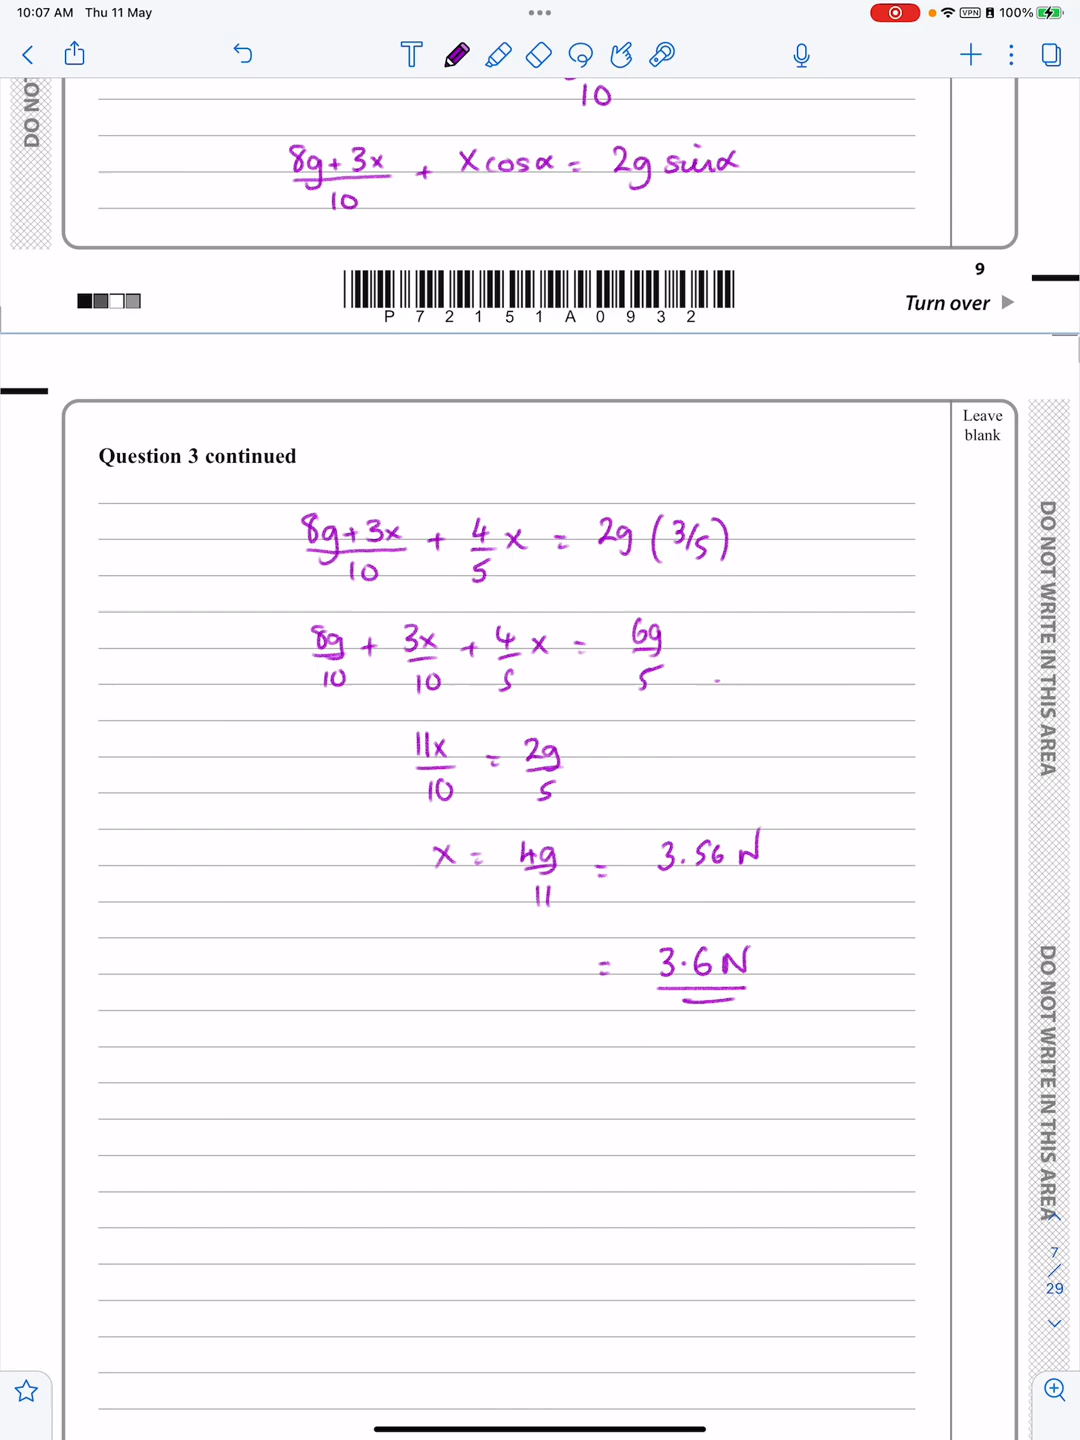 10:07 AM Thu 11 May
VPN 100%
T
DO NO
10
8g + 3x / 10 + x cos α = 2g sin α
9
P 7 2 1 5 1 A 0 9 3 2
Turn over
Leave
blank
Question 3 continued
8g + 3x / 10 + 4/5 x = 2g (3/5)
8g/10 + 3x/10 + 4/5 x = 6g/5
11x/10 = 2g/5
x = 4g/11 = 3.56 N
= 3.6 N
DO NOT WRITE IN THIS AREA
DO NOT WRITE IN THIS AREA
7
/
29